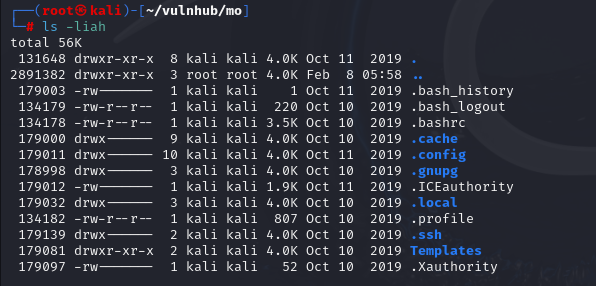 ┌──(root㉿kali)-[~/vulnhub/mo]
└─# ls -liah
total 56K
 131648 drwxr-xr-x  8 kali kali 4.0K Oct 11  2019 .
2891382 drwxr-xr-x  3 root root 4.0K Feb  8 05:58 ..
 179003 -rw-------  1 kali kali    1 Oct 11  2019 .bash_history
 134179 -rw-r--r--  1 kali kali  220 Oct 10  2019 .bash_logout
 134178 -rw-r--r--  1 kali kali 3.5K Oct 10  2019 .bashrc
 179000 drwx------  9 kali kali 4.0K Oct 10  2019 .cache
 179011 drwx------ 10 kali kali 4.0K Oct 11  2019 .config
 178998 drwx------  3 kali kali 4.0K Oct 10  2019 .gnupg
 179012 -rw-------  1 kali kali 1.9K Oct 11  2019 .ICEauthority
 179032 drwx------  3 kali kali 4.0K Oct 10  2019 .local
 134182 -rw-r--r--  1 kali kali  807 Oct 10  2019 .profile
 179139 drwx------  2 kali kali 4.0K Oct 10  2019 .ssh
 179081 drwxr-xr-x  2 kali kali 4.0K Oct 10  2019 Templates
 179097 -rw-------  1 kali kali   52 Oct 10  2019 .Xauthority